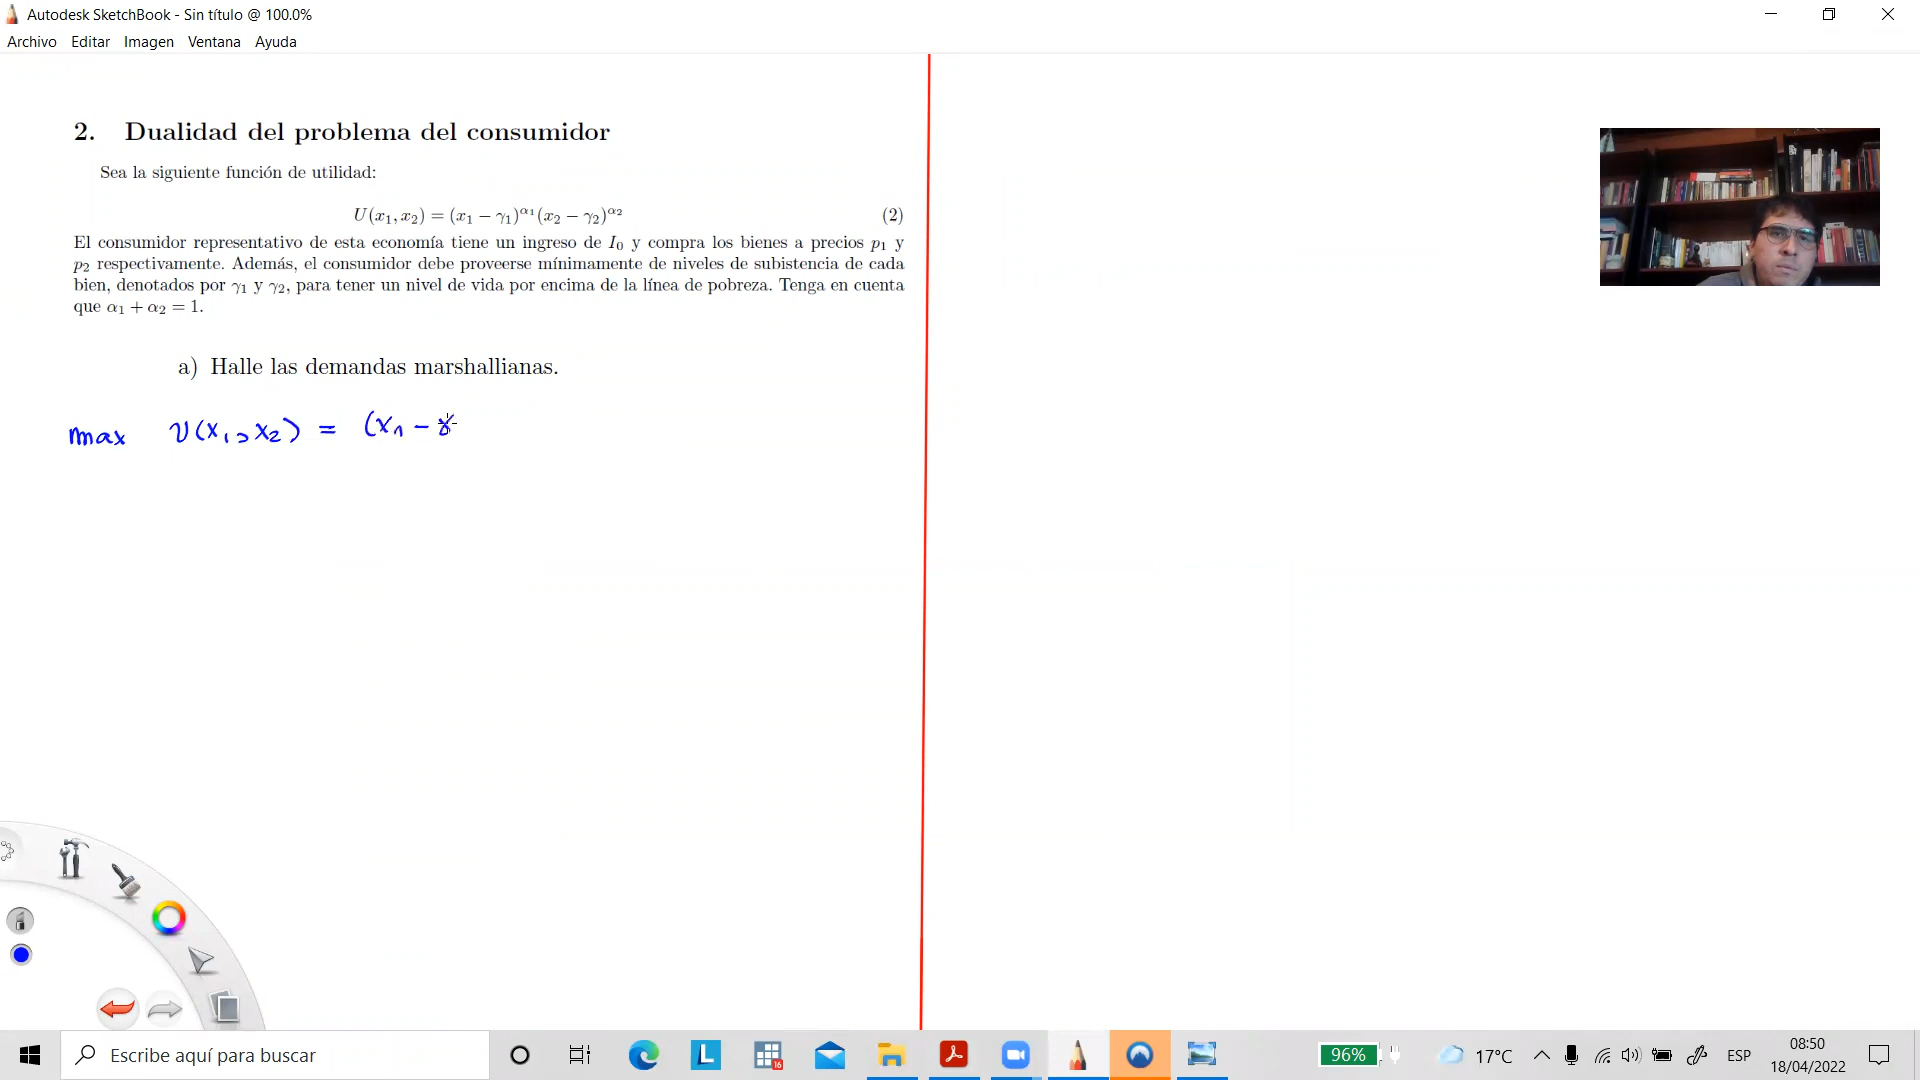 Autodesk SketchBook - Sin título @ 100.0%
Archivo Editar Imagen Ventana Ayuda
2. Dualidad del problema del consumidor
Sea la siguiente función de utilidad:
U(x₁, x₂) = (x₁ − γ₁)^α₁(x₂ − γ₂)^α₂ (2)
El consumidor representativo de esta economía tiene un ingreso de I₀ y compra los bienes a precios p₁ y
p₂ respectivamente. Además, el consumidor debe proveerse mínimamente de niveles de subsistencia de cada
bien, denotados por γ₁ y γ₂, para tener un nivel de vida por encima de la línea de pobreza. Tenga en cuenta
que α₁ + α₂ = 1.
a) Halle las demandas marshallianas.
max U(x₁, x₂) = (x₁ − γ
Escribe aquí para buscar
L
16
96%
17°C
ESP
08:50
18/04/2022